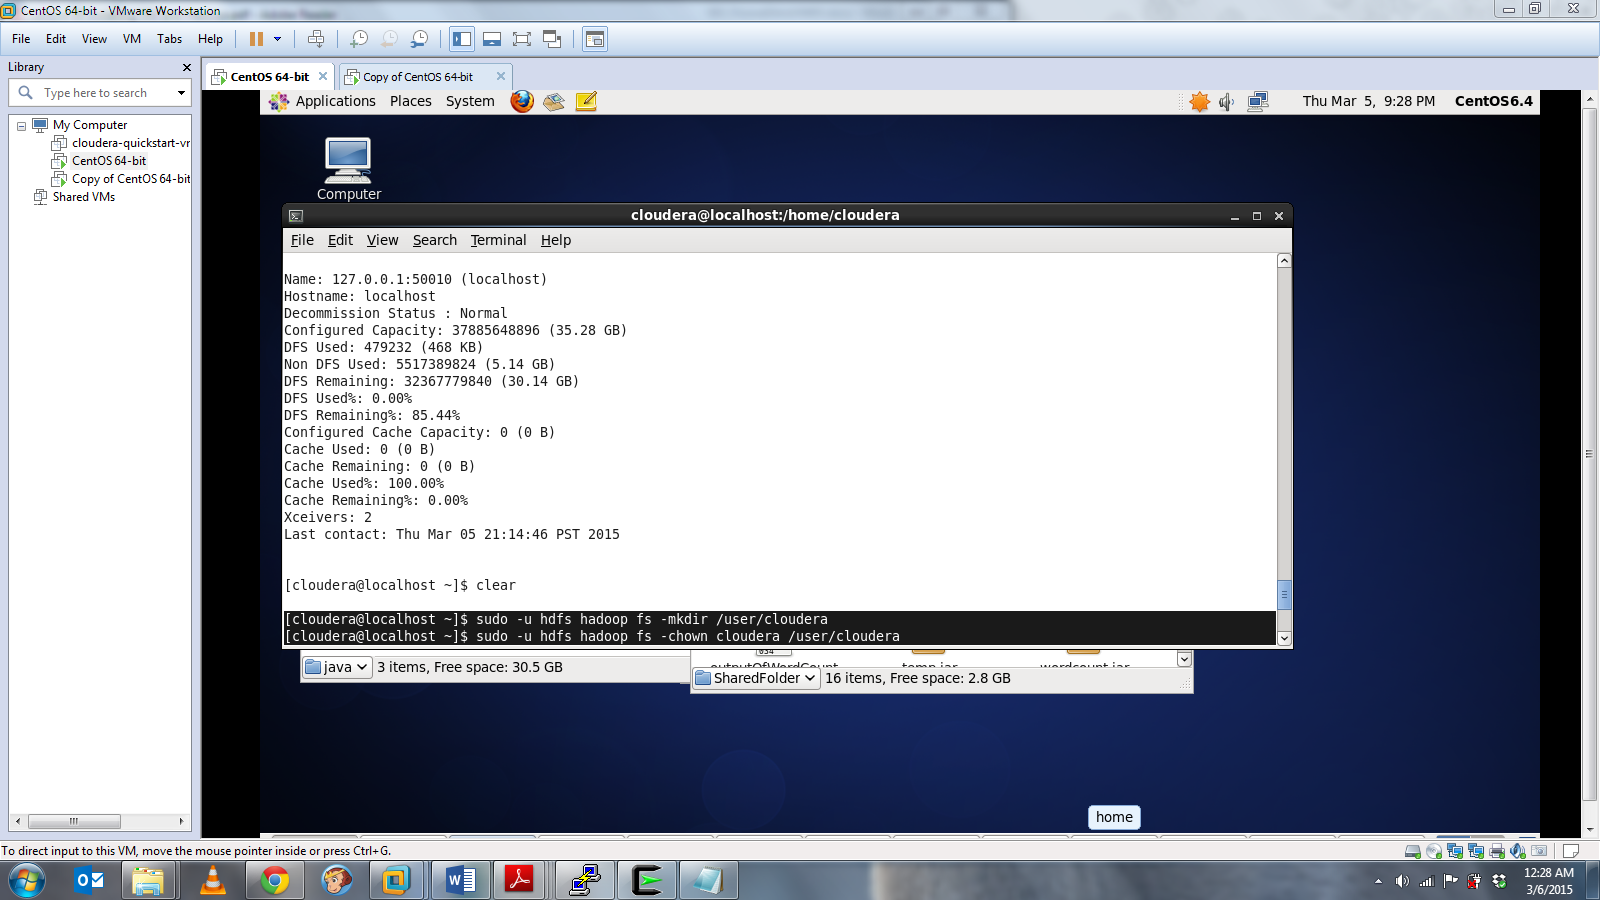 CentOS 64-bit - VMware Workstation
File Edit View VM Tabs Help
Library
Type here to search
My Computer
cloudera-quickstart-vr
CentOS 64-bit
Copy of CentOS 64-bit
Shared VMs
CentOS 64-bit
Copy of CentOS 64-bit
Applications Places System
Thu Mar 5, 9:28 PM CentOS6.4
Computer
cloudera@localhost:/home/cloudera
File Edit View Search Terminal Help
Name: 127.0.0.1:50010 (localhost)
Hostname: localhost
Decommission Status : Normal
Configured Capacity: 37885648896 (35.28 GB)
DFS Used: 479232 (468 KB)
Non DFS Used: 5517389824 (5.14 GB)
DFS Remaining: 32367779840 (30.14 GB)
DFS Used%: 0.00%
DFS Remaining%: 85.44%
Configured Cache Capacity: 0 (0 B)
Cache Used: 0 (0 B)
Cache Remaining: 0 (0 B)
Cache Used%: 100.00%
Cache Remaining%: 0.00%
Xceivers: 2
Last contact: Thu Mar 05 21:14:46 PST 2015
[cloudera@localhost ~]$ clear
[cloudera@localhost ~]$ sudo -u hdfs hadoop fs -mkdir /user/cloudera
[cloudera@localhost ~]$ sudo -u hdfs hadoop fs -chown cloudera /user/cloudera
outputOfWordCount temp.jar wordcount.jar
java 3 items, Free space: 30.5 GB
SharedFolder 16 items, Free space: 2.8 GB
home
To direct input to this VM, move the mouse pointer inside or press Ctrl+G.
12:28 AM
3/6/2015